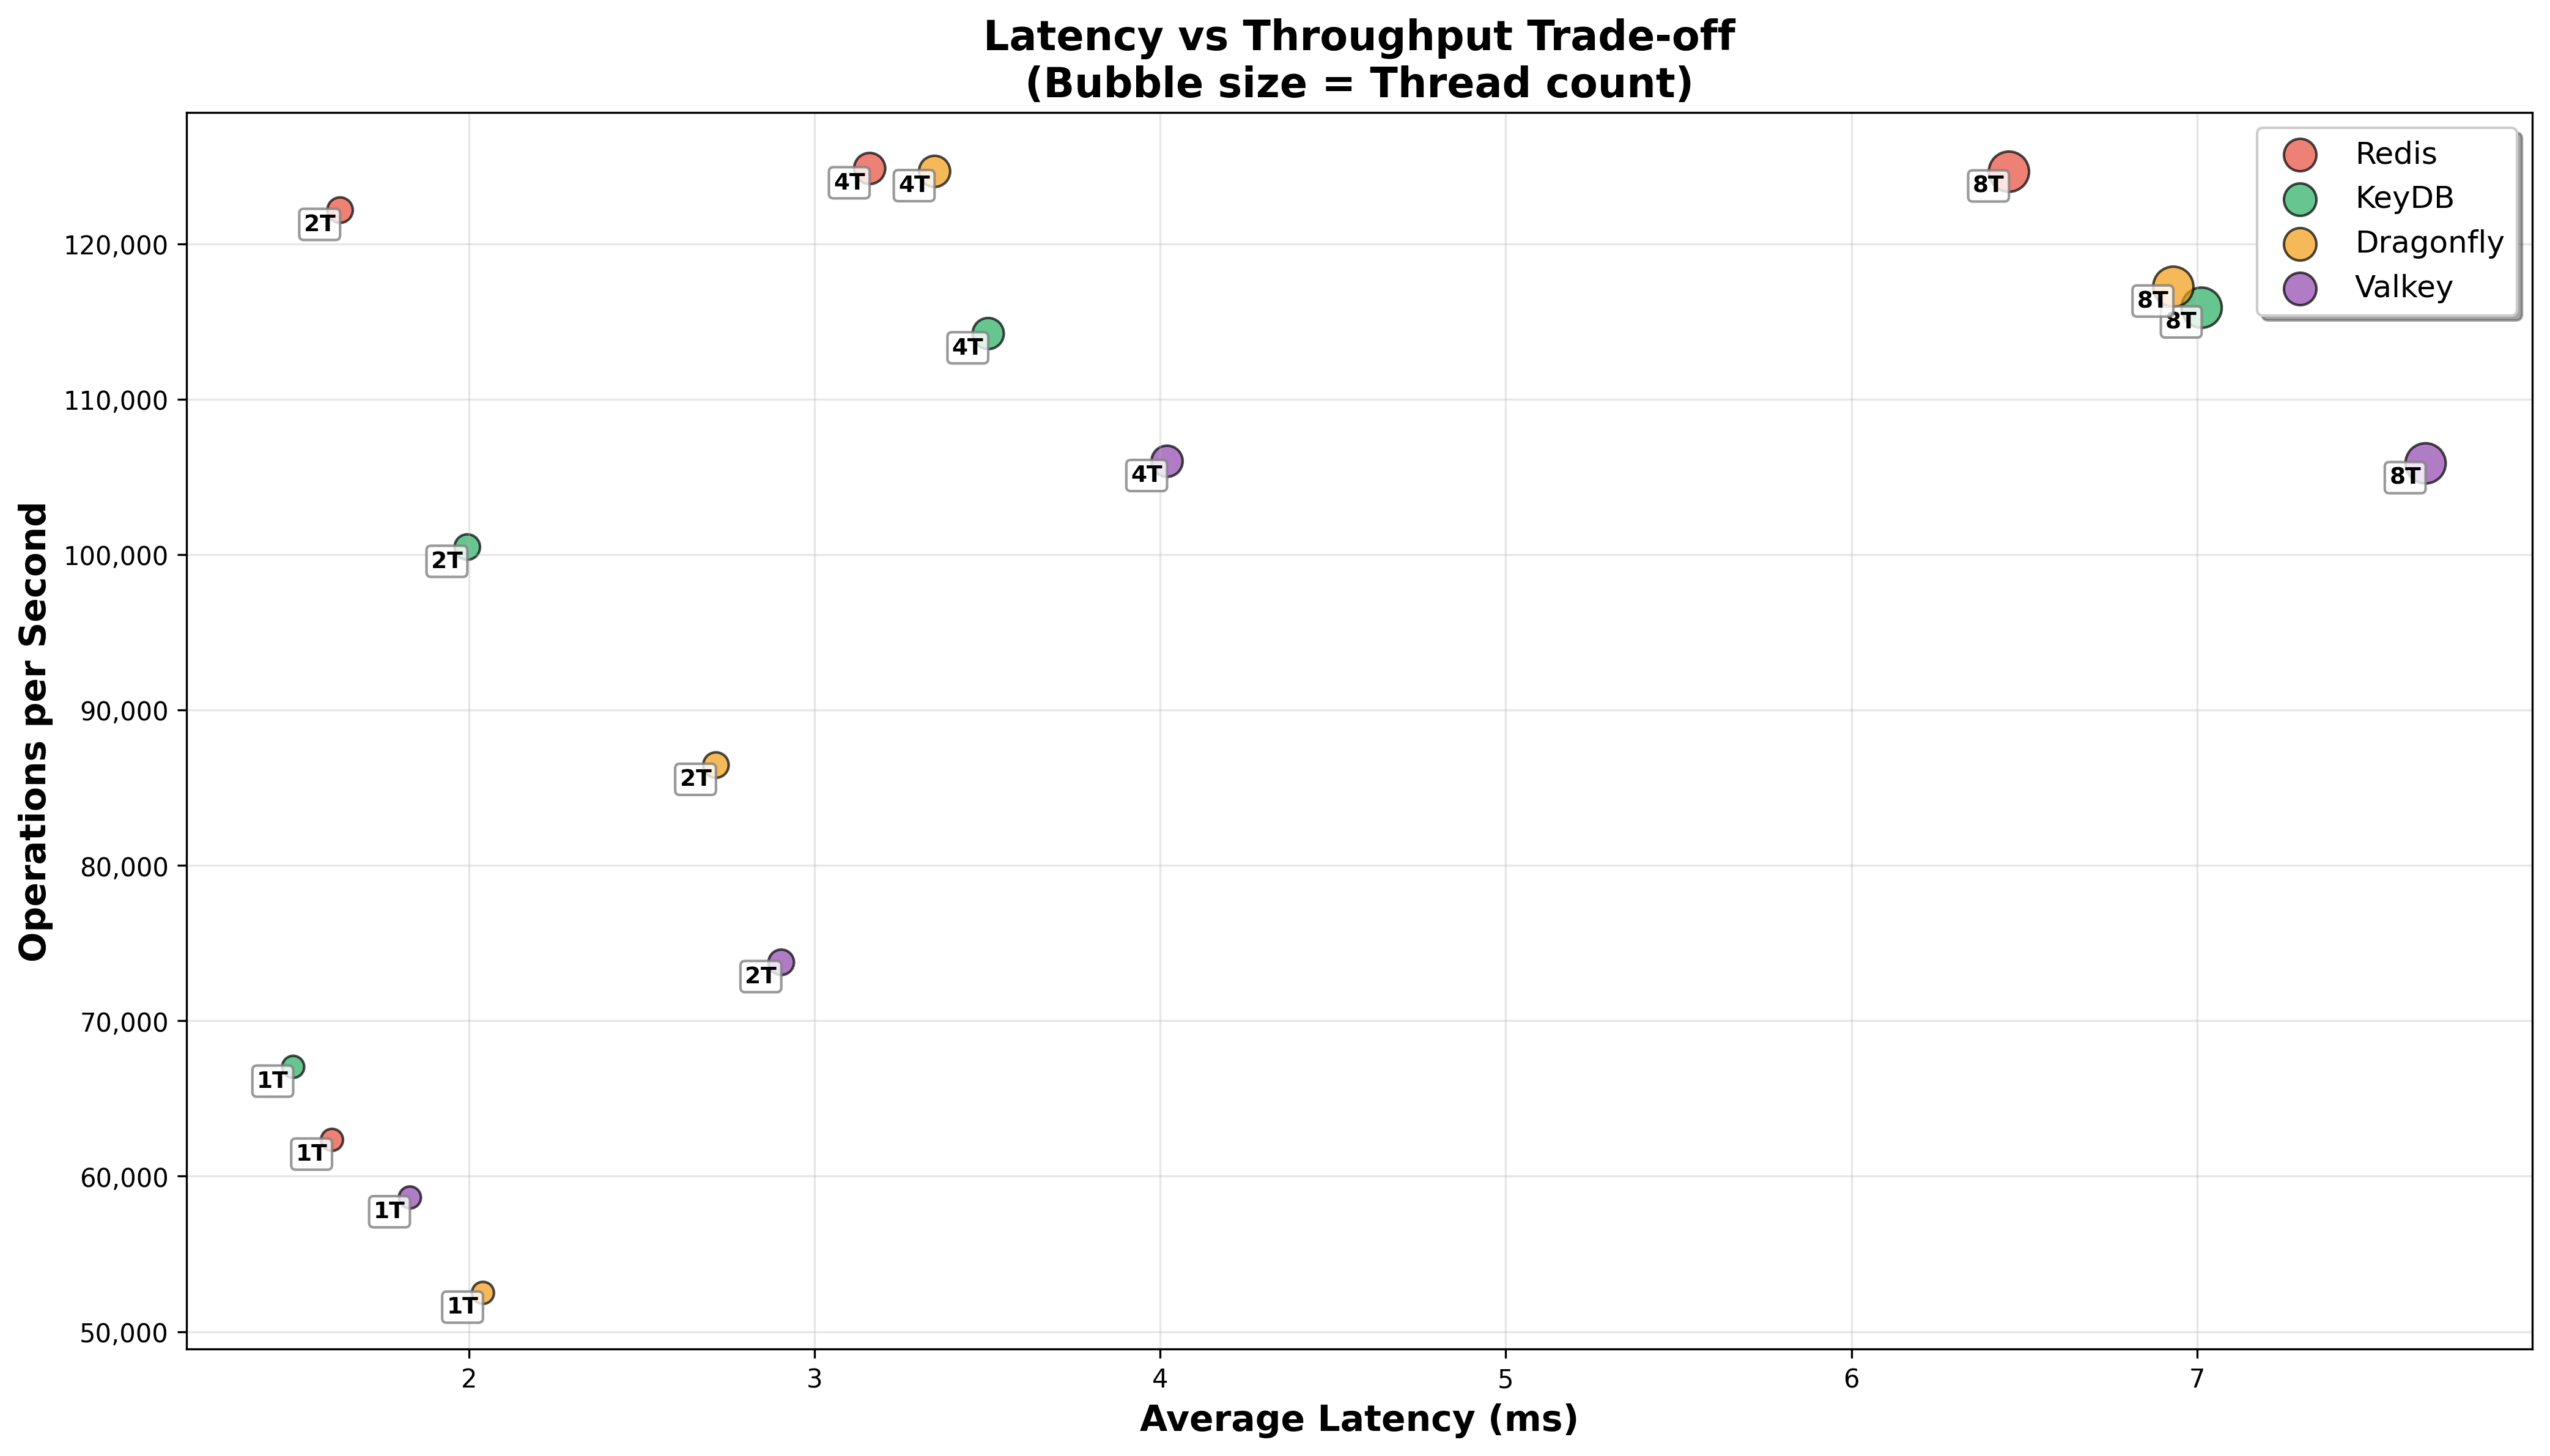 Latency vs Throughput Trade-off
(Bubble size = Thread count)
Redis
KeyDB
Dragonfly
Valkey
Operations per Second
120,000
110,000
100,000
90,000
80,000
70,000
60,000
50,000
2T
4T
4T
8T
8T
8T
4T
4T
8T
2T
2T
2T
1T
1T
1T
1T
2
3
4
5
6
7
Average Latency (ms)